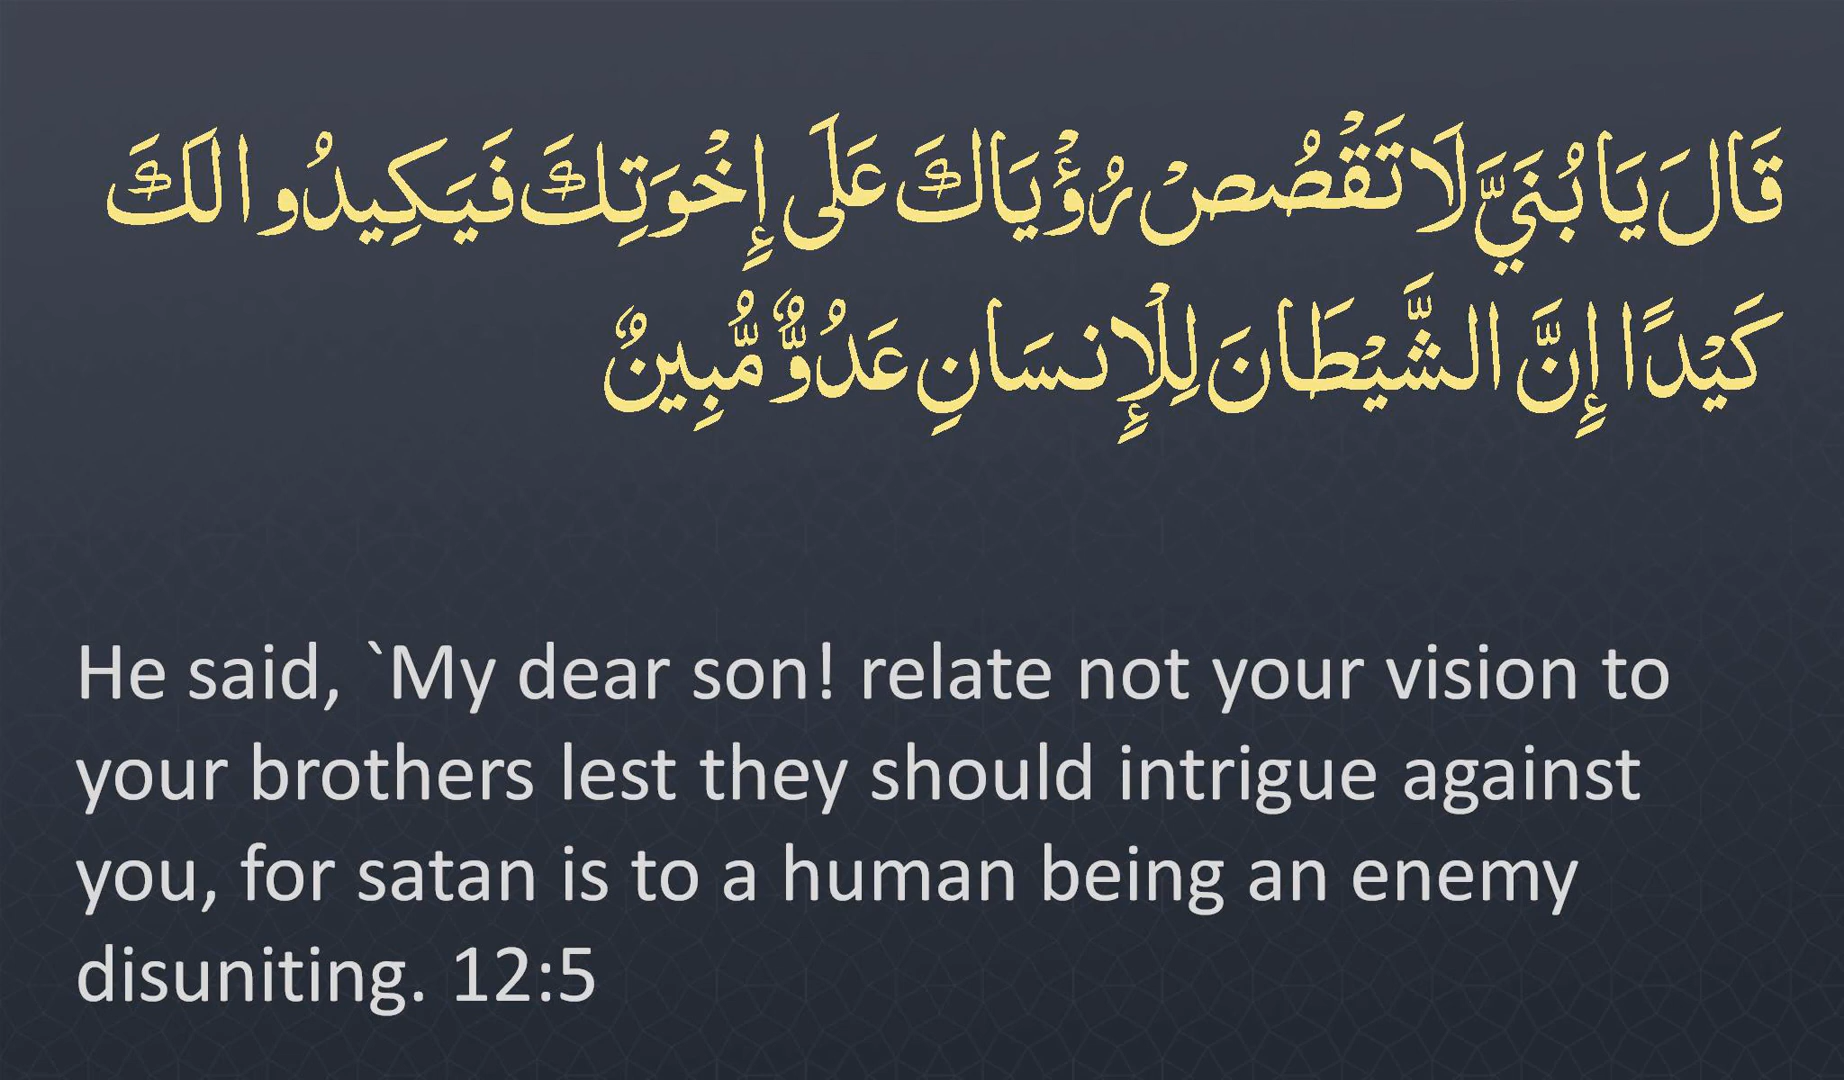 قَالَ يَا بُنَيَّ لَا تَقْصُصْ رُؤْيَاكَ عَلَى إِخْوَتِكَ فَيَكِيدُوا لَكَ
كَيْدًا إِنَّ الشَّيْطَانَ لِلْإِنسَانِ عَدُوٌّ مُّبِينٌ
He said, `My dear son! relate not your vision to
your brothers lest they should intrigue against
you, for satan is to a human being an enemy
disuniting. 12:5